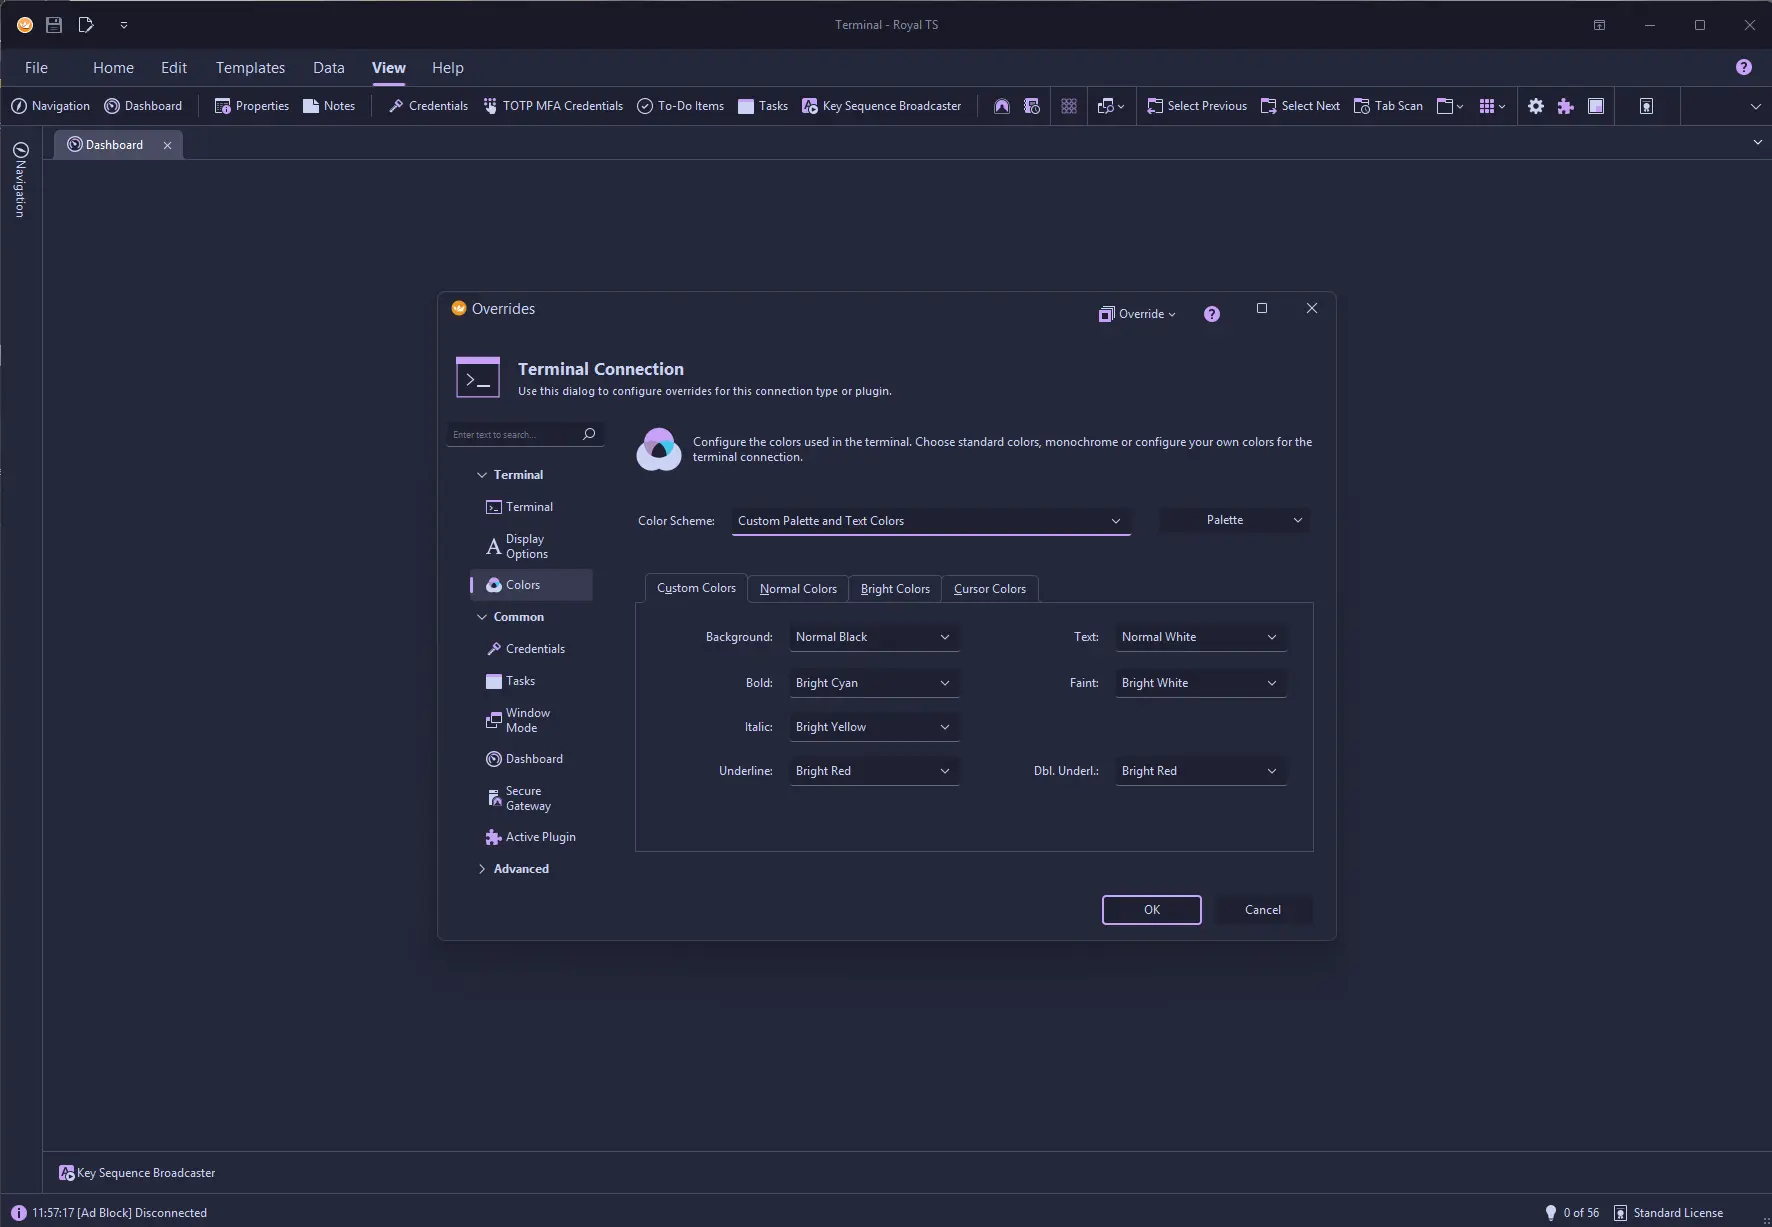 Terminal - Royal TS
File Home Edit Templates Data View Help
Navigation Dashboard Properties Notes Credentials TOTP MFA Credentials To-Do Items Tasks Key Sequence Broadcaster Select Previous Select Next Tab Scan
Dashboard
Navigation
Overrides Override
Terminal Connection
Use this dialog to configure overrides for this connection type or plugin.
Enter text to search...
Terminal
Terminal
Display
Options
Colors
Common
Credentials
Tasks
Window
Mode
Dashboard
Secure
Gateway
Active Plugin
Advanced
Configure the colors used in the terminal. Choose standard colors, monochrome or configure your own colors for the
terminal connection.
Color Scheme: Custom Palette and Text Colors Palette
Custom Colors Normal Colors Bright Colors Cursor Colors
Background: Normal Black Text: Normal White
Bold: Bright Cyan Faint: Bright White
Italic: Bright Yellow
Underline: Bright Red Dbl. Underl.: Bright Red
OK Cancel
Key Sequence Broadcaster
11:57:17 [Ad Block] Disconnected 0 of 56 Standard License